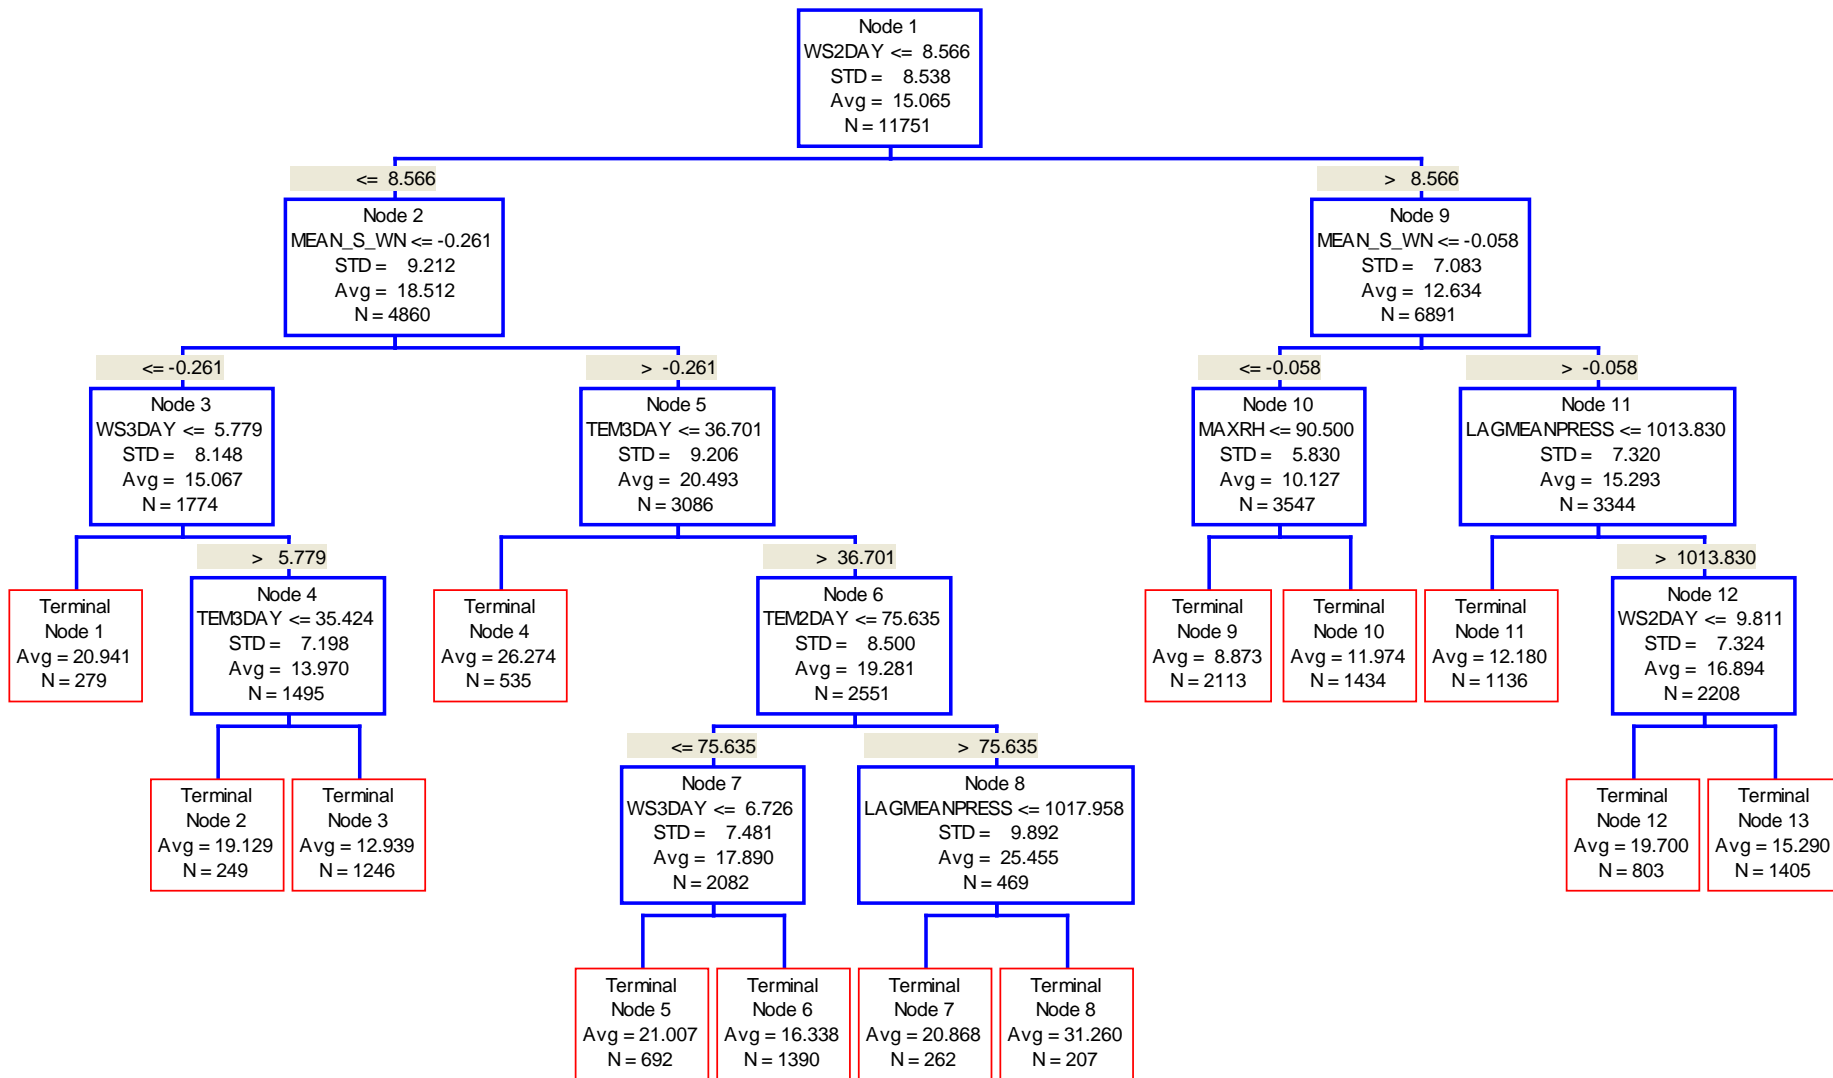 Node 1
WS2DAY <= 8.566
STD = 8.538
Avg = 15.065
N = 11751
<= 8.566
> 8.566
Node 2
MEAN_S_WN <= -0.261
STD = 9.212
Avg = 18.512
N = 4860
Node 9
MEAN_S_WN <= -0.058
STD = 7.083
Avg = 12.634
N = 6891
<= -0.261
> -0.261
<= -0.058
> -0.058
Node 3
WS3DAY <= 5.779
STD = 8.148
Avg = 15.067
N = 1774
Node 5
TEM3DAY <= 36.701
STD = 9.206
Avg = 20.493
N = 3086
Node 10
MAXRH <= 90.500
STD = 5.830
Avg = 10.127
N = 3547
Node 11
LAGMEANPRESS <= 1013.830
STD = 7.320
Avg = 15.293
N = 3344
> 5.779
> 36.701
> 1013.830
Terminal
Node 1
Avg = 20.941
N = 279
Node 4
TEM3DAY <= 35.424
STD = 7.198
Avg = 13.970
N = 1495
Terminal
Node 4
Avg = 26.274
N = 535
Node 6
TEM2DAY <= 75.635
STD = 8.500
Avg = 19.281
N = 2551
Terminal
Node 9
Avg = 8.873
N = 2113
Terminal
Node 10
Avg = 11.974
N = 1434
Terminal
Node 11
Avg = 12.180
N = 1136
Node 12
WS2DAY <= 9.811
STD = 7.324
Avg = 16.894
N = 2208
<= 75.635
> 75.635
Terminal
Node 2
Avg = 19.129
N = 249
Terminal
Node 3
Avg = 12.939
N = 1246
Node 7
WS3DAY <= 6.726
STD = 7.481
Avg = 17.890
N = 2082
Node 8
LAGMEANPRESS <= 1017.958
STD = 9.892
Avg = 25.455
N = 469
Terminal
Node 12
Avg = 19.700
N = 803
Terminal
Node 13
Avg = 15.290
N = 1405
Terminal
Node 5
Avg = 21.007
N = 692
Terminal
Node 6
Avg = 16.338
N = 1390
Terminal
Node 7
Avg = 20.868
N = 262
Terminal
Node 8
Avg = 31.260
N = 207